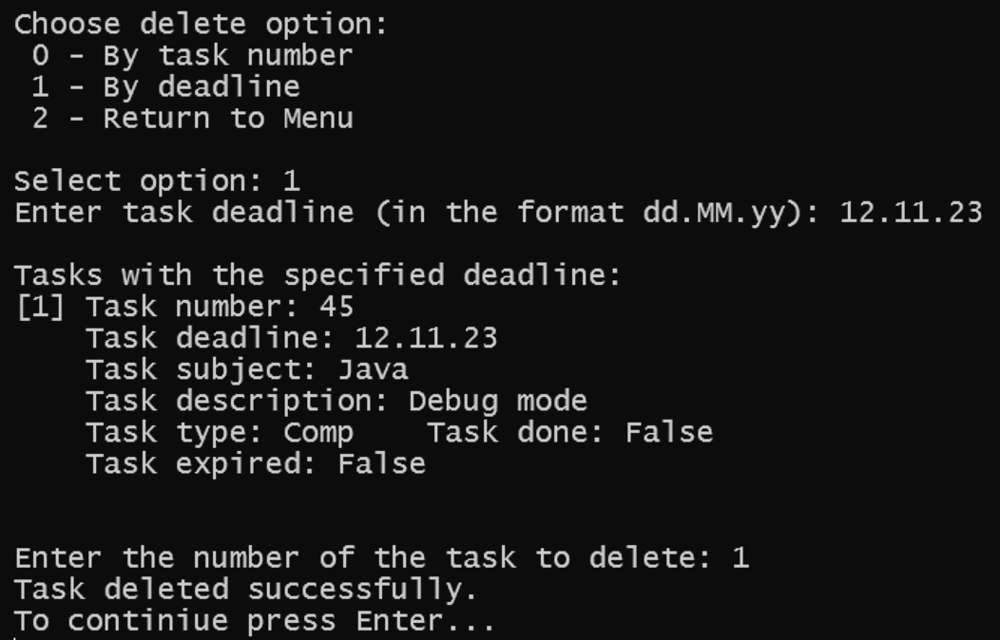 Choose delete option:
0 - By task number
1 - By deadline
2 - Return to Menu
Select option: 1
Enter task deadline (in the format dd.MM.yy): 12.11.23
Tasks with the specified deadline:
[1] Task number: 45
Task deadline: 12.11.23
Task subject: Java
Task description: Debug mode
Task type: Comp Task done: False
Task expired: False
Enter the number of the task to delete: 1
Task deleted successfully.
To continiue press Enter...